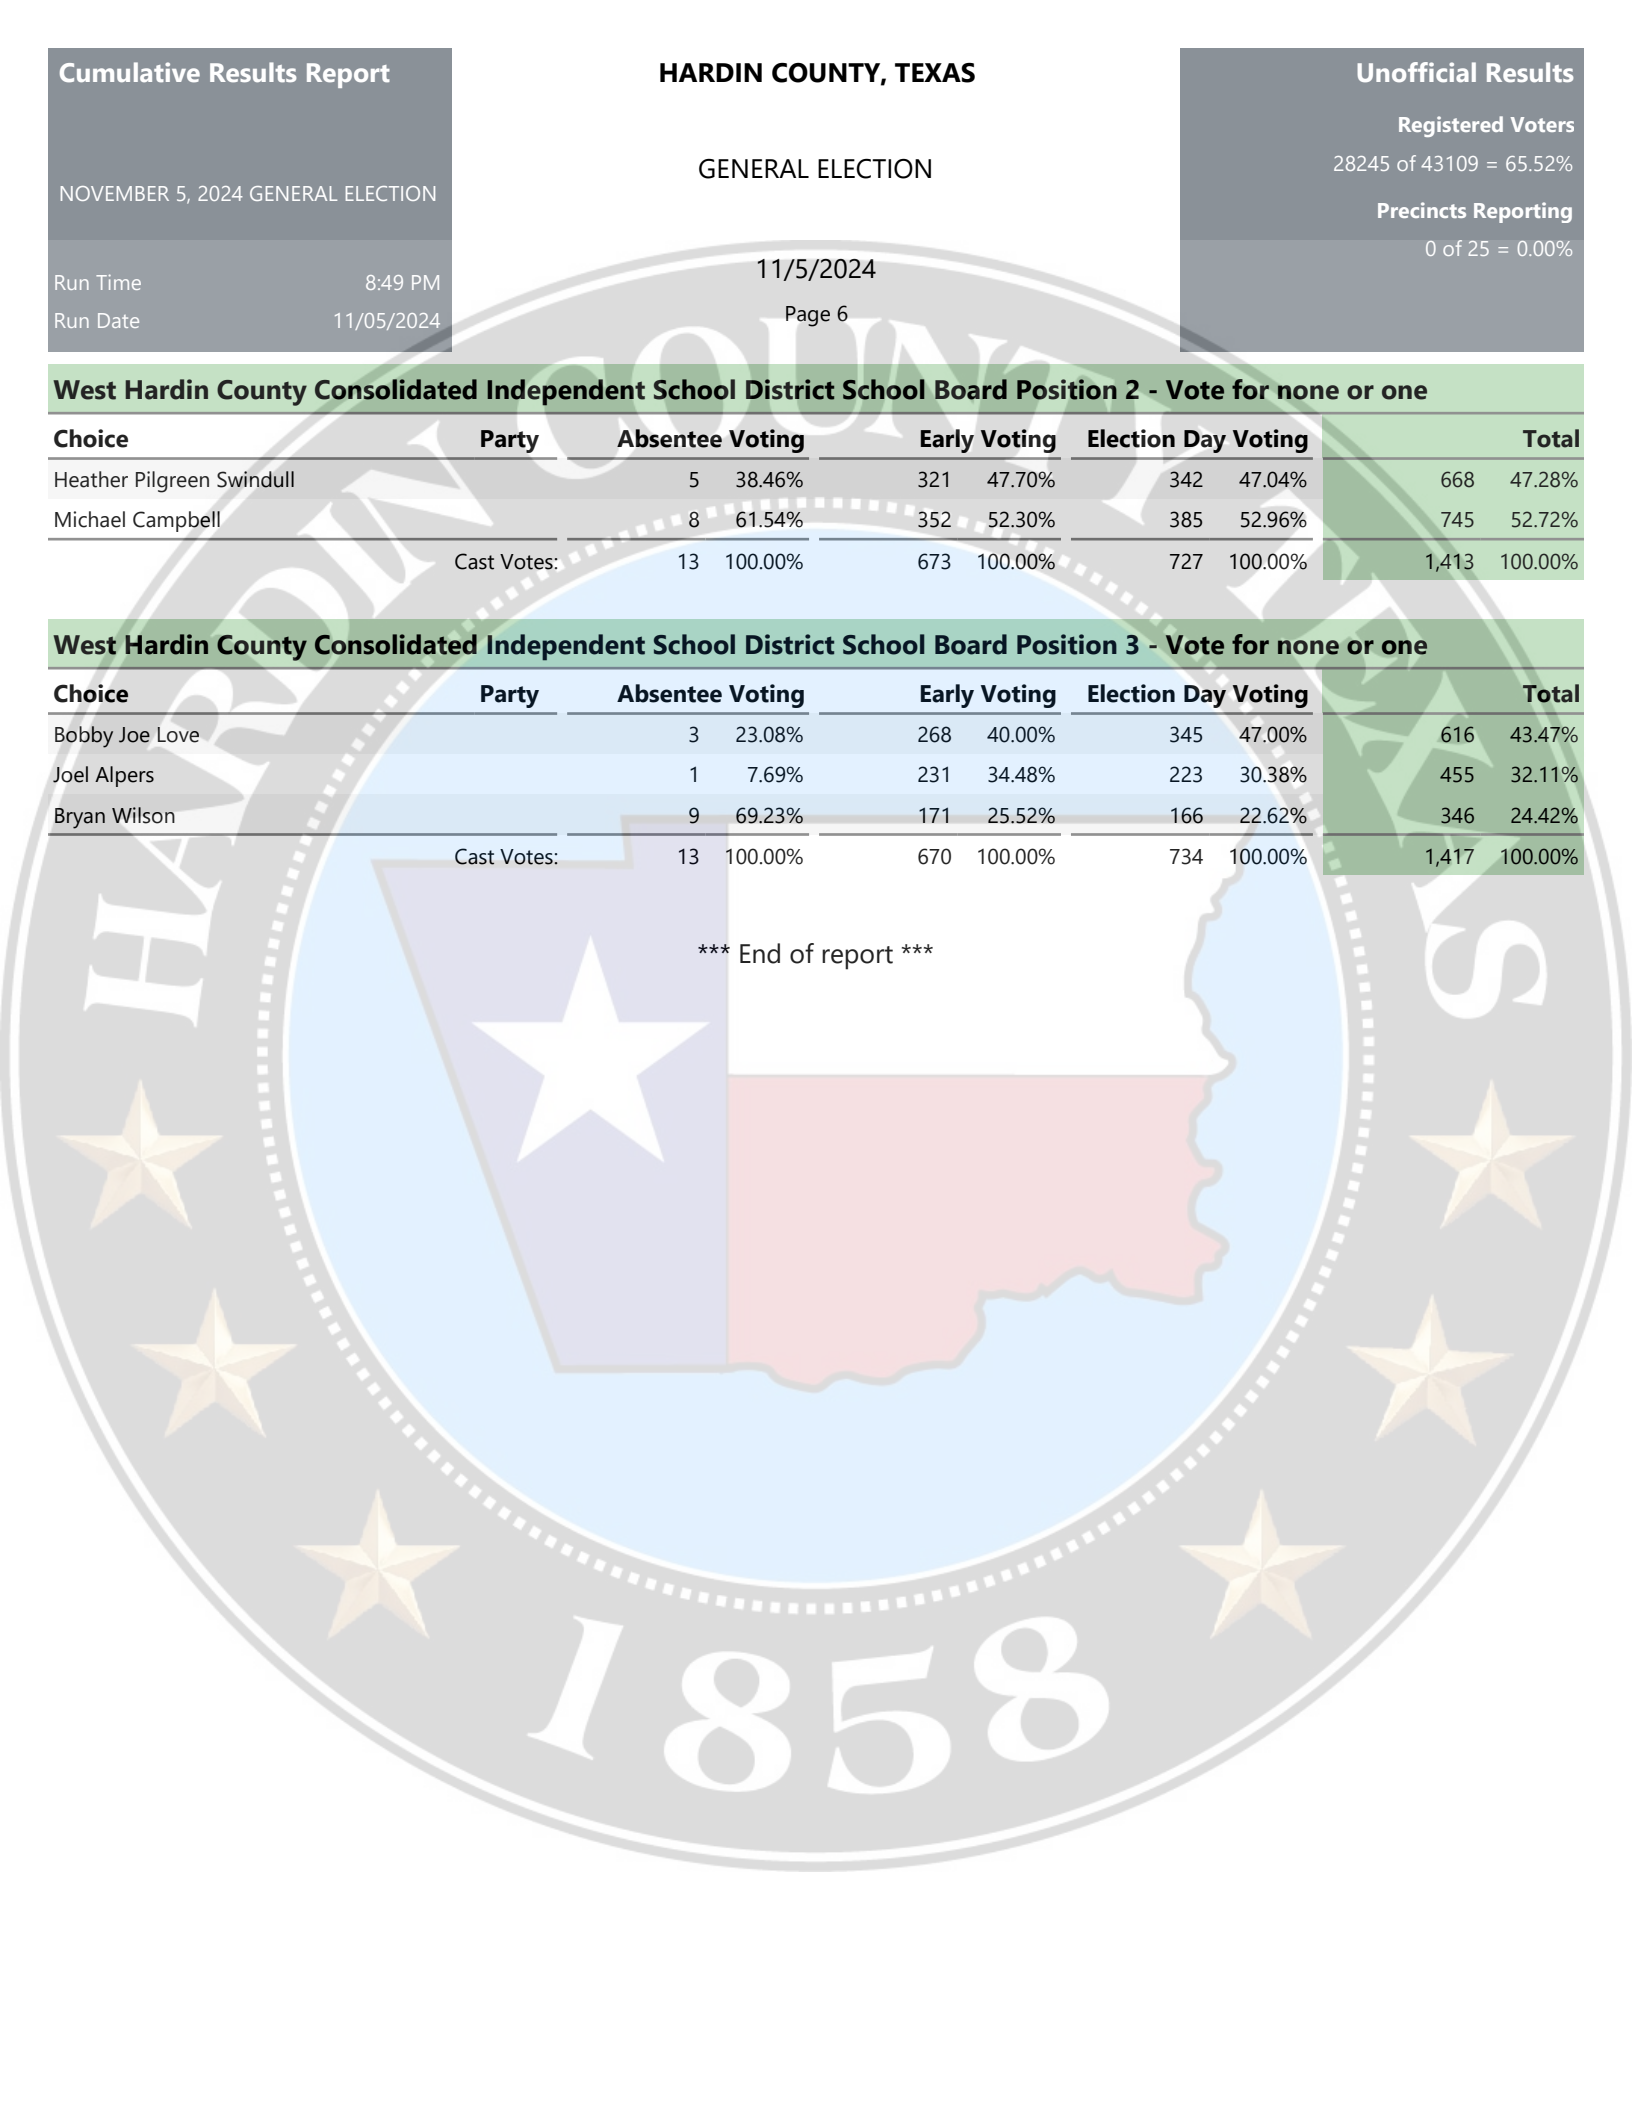 Cumulative Results Report
NOVEMBER 5, 2024 GENERAL ELECTION
Run Time 8:49 PM
Run Date 11/05/2024
HARDIN COUNTY, TEXAS
GENERAL ELECTION
11/5/2024
Page 6
Unofficial Results
Registered Voters
28245 of 43109 = 65.52%
Precincts Reporting
0 of 25 = 0.00%
West Hardin County Consolidated Independent School District School Board Position 2 - Vote for none or one
Choice Party Absentee Voting Early Voting Election Day Voting Total
Heather Pilgreen Swindull 5 38.46% 321 47.70% 342 47.04% 668 47.28%
Michael Campbell 8 61.54% 352 52.30% 385 52.96% 745 52.72%
Cast Votes: 13 100.00% 673 100.00% 727 100.00% 1,413 100.00%
West Hardin County Consolidated Independent School District School Board Position 3 - Vote for none or one
Choice Party Absentee Voting Early Voting Election Day Voting Total
Bobby Joe Love 3 23.08% 268 40.00% 345 47.00% 616 43.47%
Joel Alpers 1 7.69% 231 34.48% 223 30.38% 455 32.11%
Bryan Wilson 9 69.23% 171 25.52% 166 22.62% 346 24.42%
Cast Votes: 13 100.00% 670 100.00% 734 100.00% 1,417 100.00%
*** End of report ***
HARDIN COUNTY TEXAS
1858